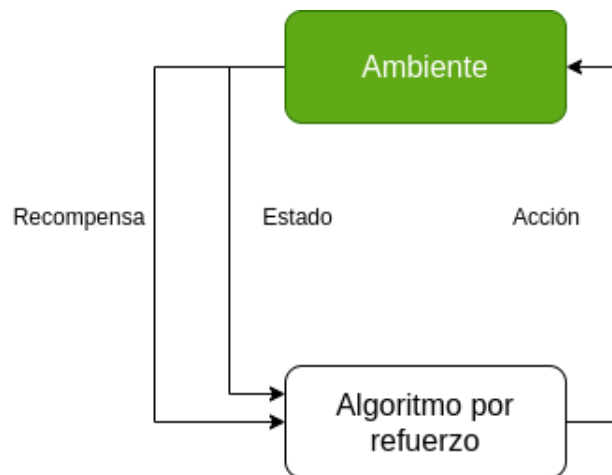 Ambiente
Recompensa
Estado
Acción
Algoritmo por
refuerzo